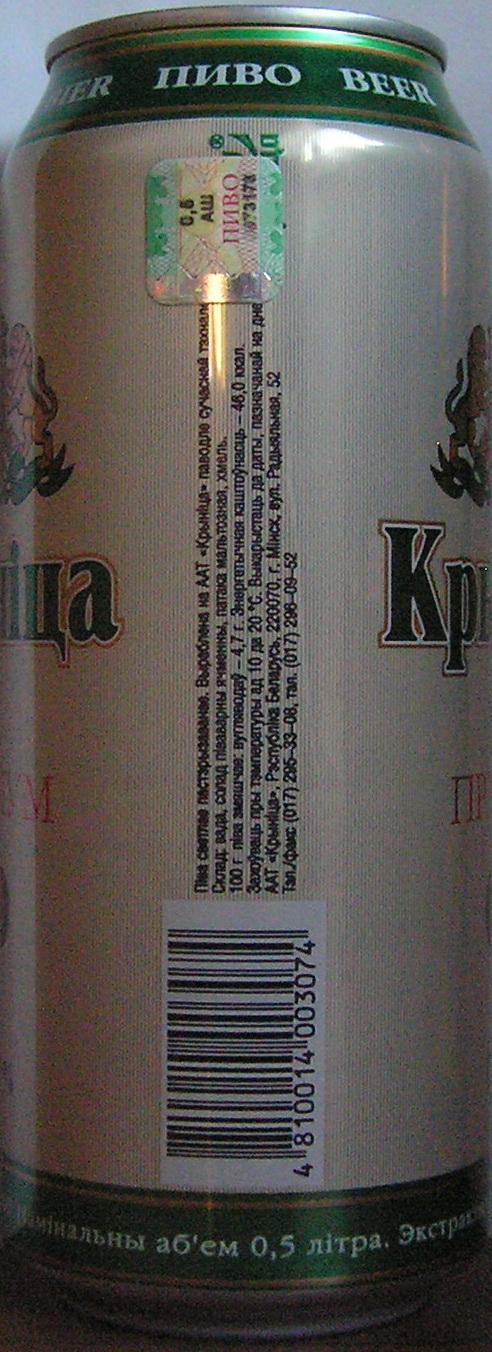 BIER ПИВО BEER
®
0,5
АШ
ПИВО
Піва светлае пастэрызаванае. Выраблена на ААТ «Крыніца» паводле сучаснай
Склад: вада, солад піваварны ячменны, патака мальтозная, хмель.
100 г піва змяшчае: вугляводаў – 4,7 г. Энергетычная каштоўнасць – 46,0 ккал.
Захоўваць пры тэмпературы ад 10 да 20 °С. Выкарыстаць да даты, пазначанай на дне
ААТ «Крыніца», Рэспубліка Беларусь, 220070, г. Мінск, вул. Радыяльная, 52
Тэл./факс (017) 295-33-08, тэл. (017) 296-09-52
іца
Кр
ПР
4 810014 003074
Намінальны аб'ем 0,5 літра.